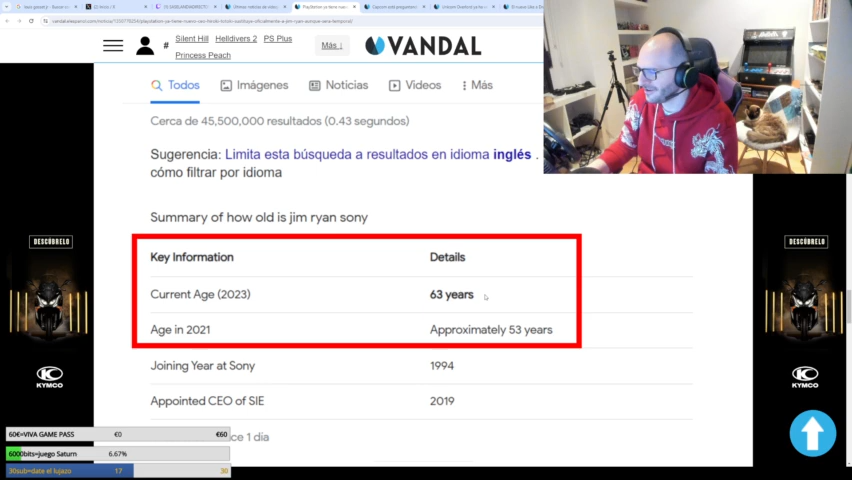 Silent Hill Helldivers 2 PS Plus
#
Princess Peach
Más ↓
VANDAL
Todos Imágenes Noticias Videos Más
Cerca de 45,500,000 resultados (0.43 segundos)
Sugerencia: Limita esta búsqueda a resultados en idioma inglés .
cómo filtrar por idioma
Summary of how old is jim ryan sony
Key Information Details
Current Age (2023) 63 years
Age in 2021 Approximately 53 years
Joining Year at Sony 1994
Appointed CEO of SIE 2019
ce 1 día
DESCÚBRELO
KYMCO
DESCÚBRELO
KYMCO
60€=VIVA GAME PASS €0 €60
6000bits=juego Saturn 6.67%
30sub=date el lujazo 17 30